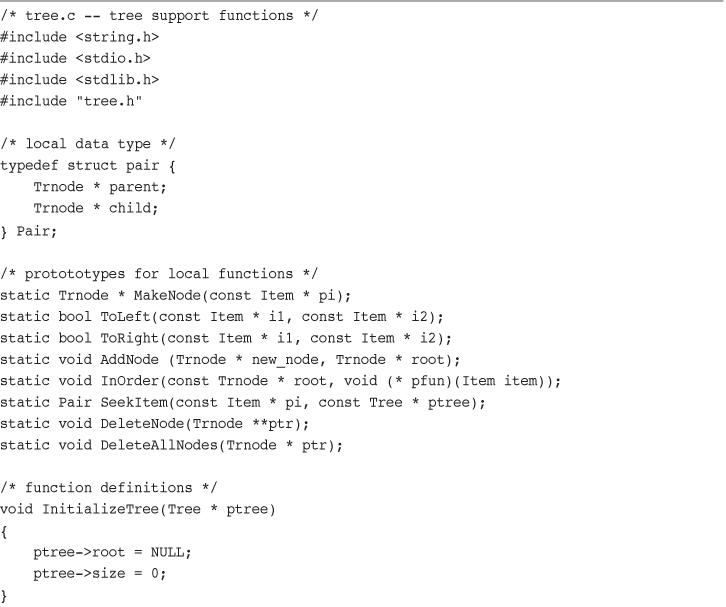 /* tree.c -- tree support functions */
#include <string.h>
#include <stdio.h>
#include <stdlib.h>
#include "tree.h"

/* local data type */
typedef struct pair {
    Trnode * parent;
    Trnode * child;
} Pair;

/* protototypes for local functions */
static Trnode * MakeNode(const Item * pi);
static bool ToLeft(const Item * i1, const Item * i2);
static bool ToRight(const Item * i1, const Item * i2);
static void AddNode (Trnode * new_node, Trnode * root);
static void InOrder(const Trnode * root, void (* pfun)(Item item));
static Pair SeekItem(const Item * pi, const Tree * ptree);
static void DeleteNode(Trnode **ptr);
static void DeleteAllNodes(Trnode * ptr);

/* function definitions */
void InitializeTree(Tree * ptree)
{
    ptree->root = NULL;
    ptree->size = 0;
}